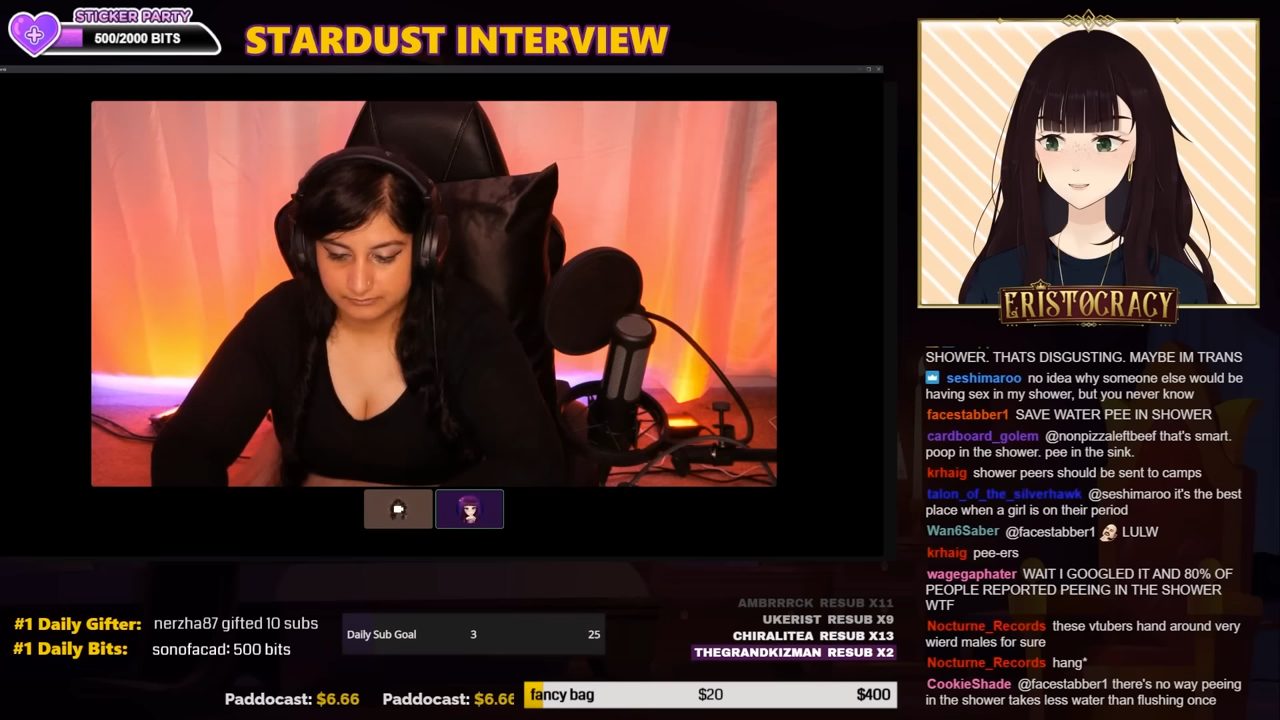 STICKER PARTY
500/2000 BITS
STARDUST INTERVIEW
ERISTOCRACY
SHOWER. THATS DISGUSTING. MAYBE IM TRANS
seshimaroo no idea why someone else would be
having sex in my shower, but you never know
facestabber1 SAVE WATER PEE IN SHOWER
cardboard_golem @nonpizzaleftbeef that's smart.
poop in the shower. pee in the sink.
krhaig shower peers should be sent to camps
talon_of_the_silverhawk @seshimaroo it's the best
place when a girl is on their period
Wan6Saber @facestabber1 LULW
krhaig pee-ers
wagegaphater WAIT I GOOGLED IT AND 80% OF
PEOPLE REPORTED PEEING IN THE SHOWER
WTF
Nocturne_Records these vtubers hand around very
wierd males for sure
Nocturne_Records hang*
CookieShade @facestabber1 there's no way peeing
in the shower takes less water than flushing once
#1 Daily Gifter: nerzha87 gifted 10 subs
#1 Daily Bits: sonofacad: 500 bits
Daily Sub Goal 3 25
AMBRRRCK RESUB X11
UKERIST RESUB X9
CHIRALITEA RESUB X13
THEGRANDKIZMAN RESUB X2
Paddocast: $6.66 Paddocast: $6.66
fancy bag $20 $400